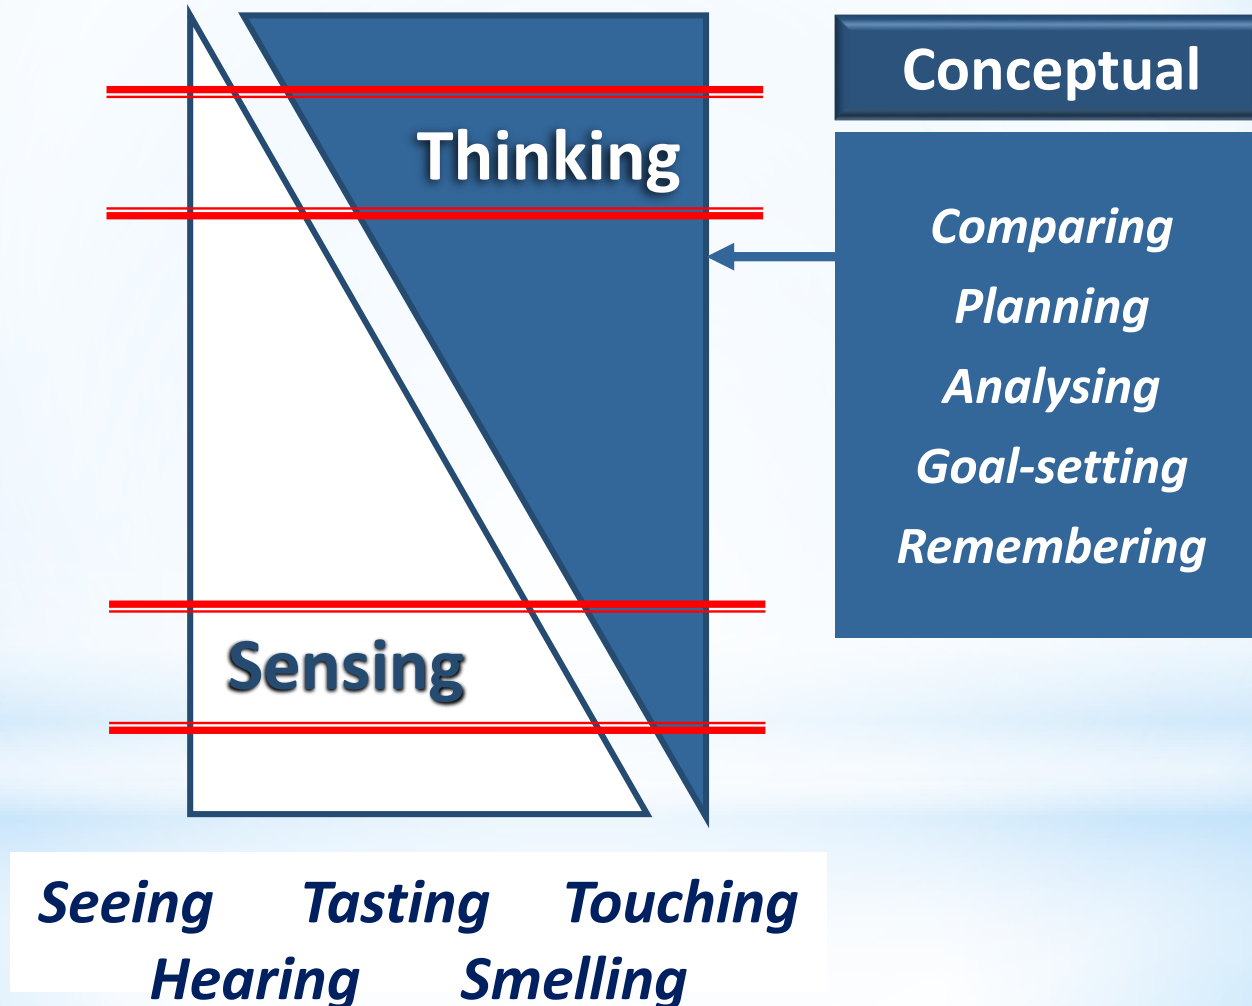 Conceptual
Thinking
Comparing
Planning
Analysing
Goal-setting
Remembering
Sensing
Seeing Tasting Touching
Hearing Smelling